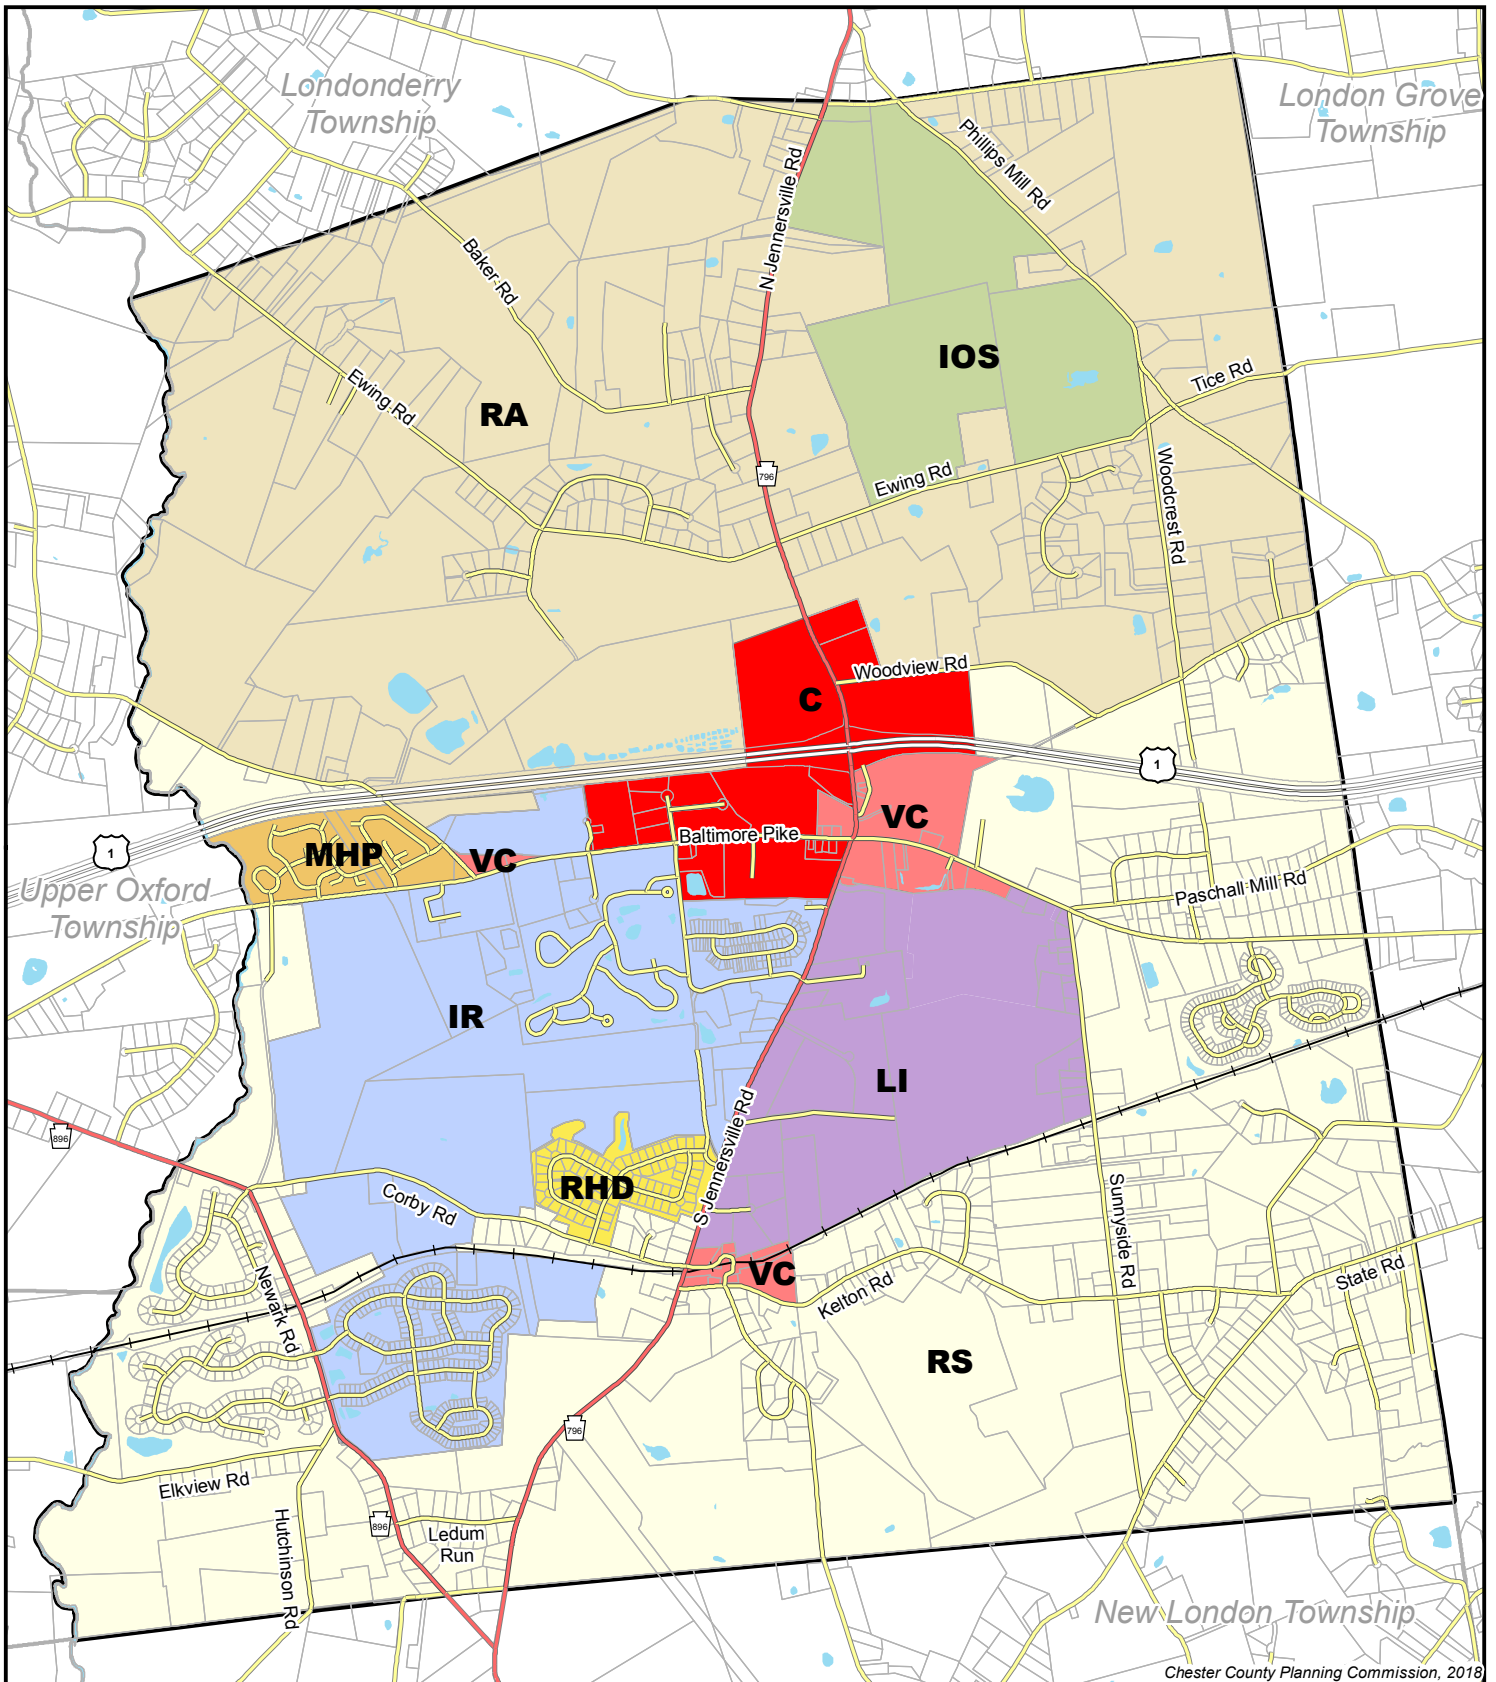 Londonderry
Township
London Grove
Township
Phillips Mill Rd
N Jennersville Rd
Baker Rd
IOS
Ewing Rd
RA
Tice Rd
796
Ewing Rd
Woodcrest Rd
Woodview Rd
C
1
VC
Baltimore Pike
1
MHP
VC
Upper Oxford
Township
Paschall Mill Rd
IR
LI
896
S Jennersville Rd
RHD
Corby Rd
Sunnyside Rd
Newark Rd
VC
Kelton Rd
State Rd
RS
796
Elkview Rd
Hutchinson Rd
896
Ledum
Run
New London Township
Chester County Planning Commission, 2018